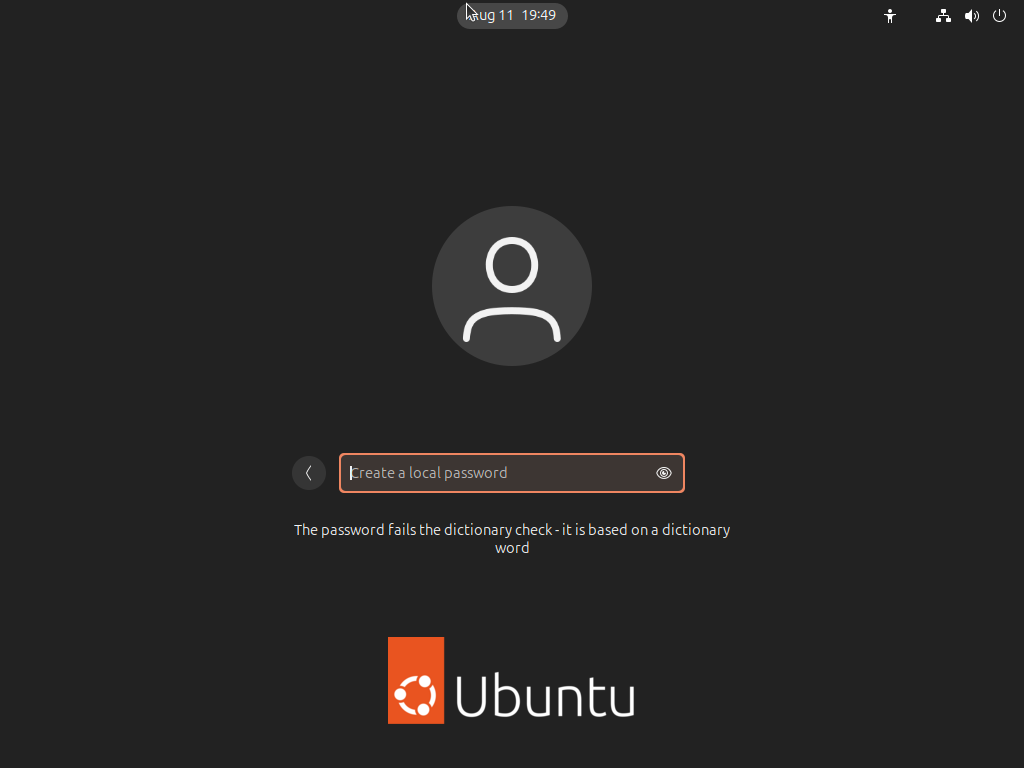 Aug 11 19:49
Create a local password
The password fails the dictionary check - it is based on a dictionary
word
Ubuntu